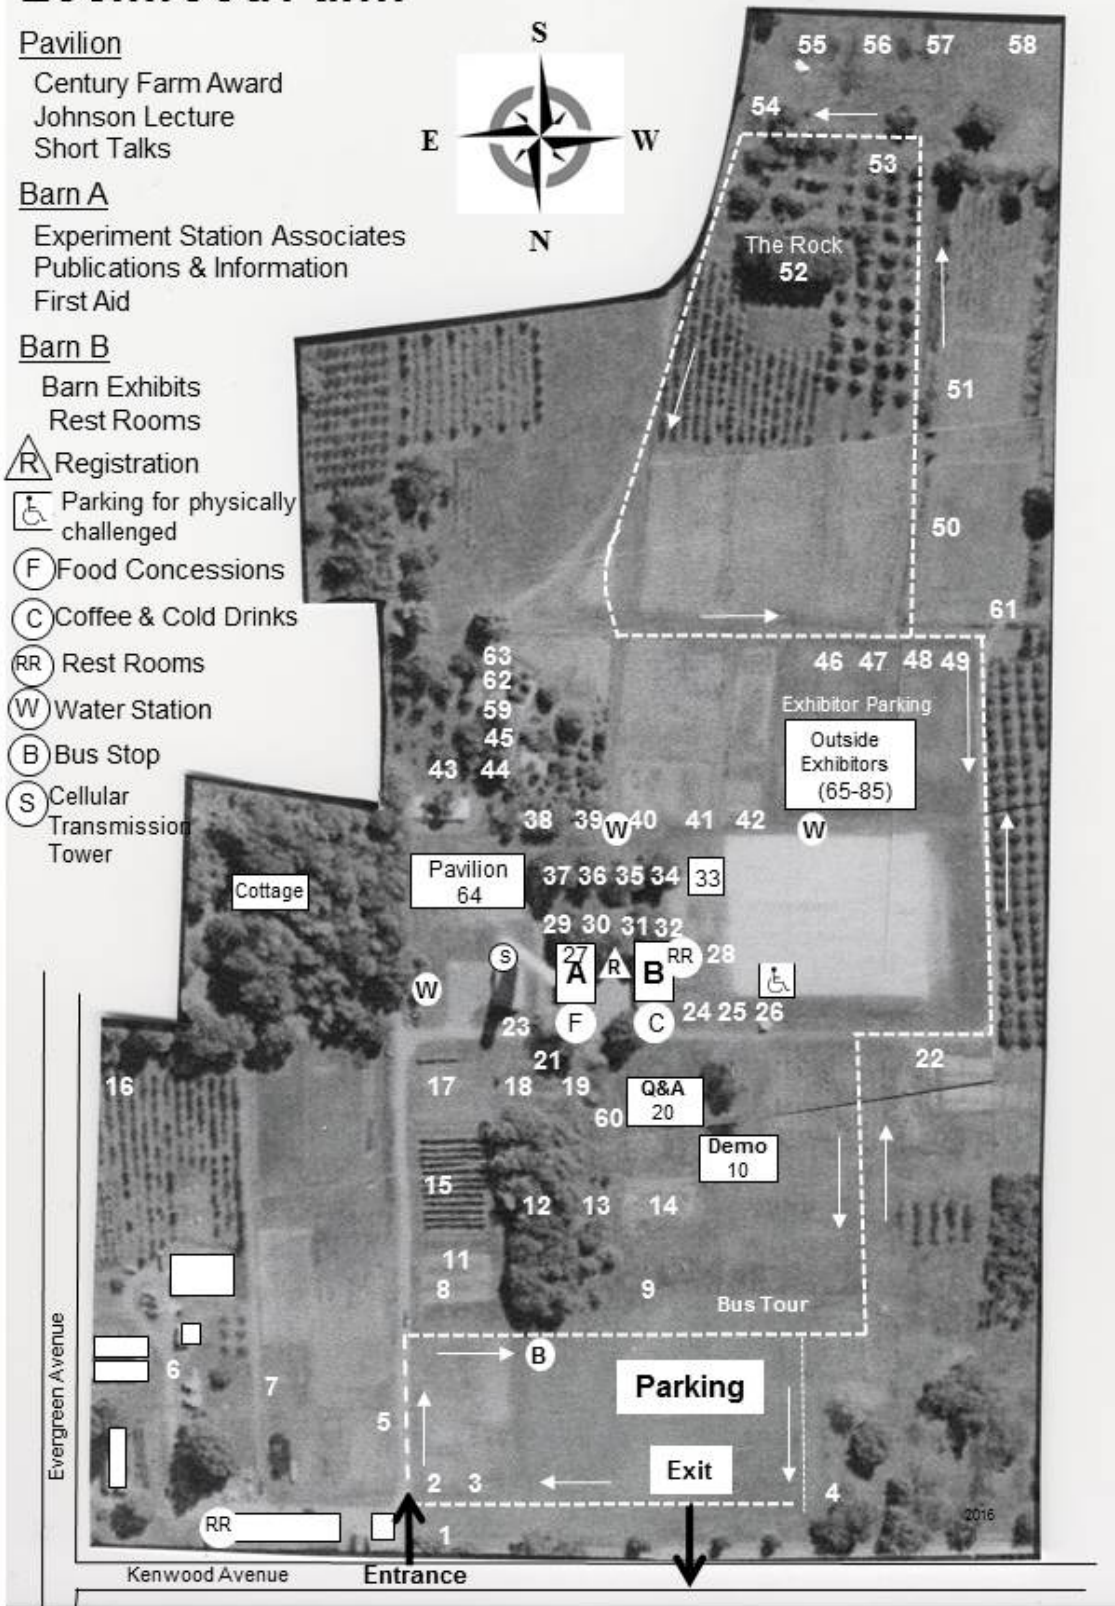 Pavilion
Century Farm Award
Johnson Lecture
Short Talks
Barn A
Experiment Station Associates
Publications & Information
First Aid
Barn B
Barn Exhibits
Rest Rooms
R Registration
Parking for physically
challenged
F Food Concessions
C Coffee & Cold Drinks
RR Rest Rooms
W Water Station
B Bus Stop
S Cellular
Transmission
Tower
S
E W
N
55 56 57 58
54
53
The Rock
52
51
50
61
63
62
59
45
43 44
46 47 48 49
Exhibitor Parking
Outside
Exhibitors
(65-85)
38 39 W 40 41 42 W
Cottage
Pavilion
64
37 36 35 34 33
29 30 31 32
S 27 A R B RR 28
W
F C 24 25 26
23
21
22
16 17 18 19
60
Q&A
20
Demo
10
15 12 13 14
11
8 9
Bus Tour
B
6
7
5
Parking
Exit
2 3 4
1
RR
2016
Evergreen Avenue
Kenwood Avenue
Entrance